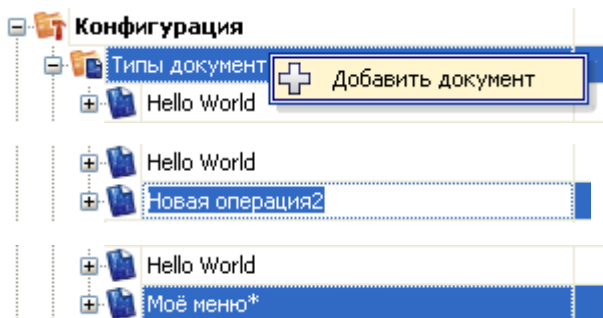 Конфигурация
Типы документ
Добавить документ
Hello World
Hello World
Новая операция2
Hello World
Моё меню*